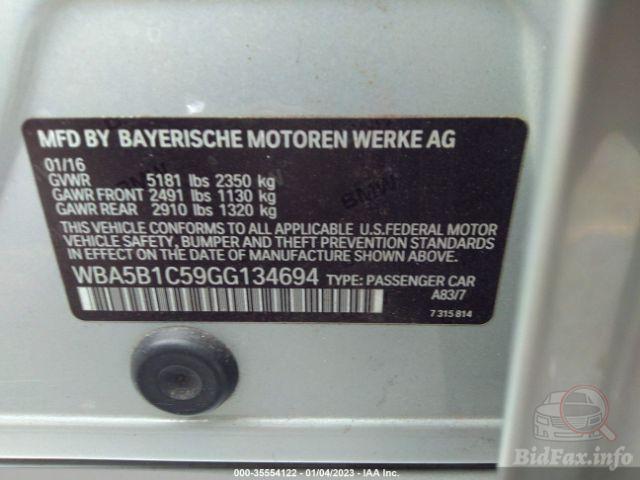 MFD BY BAYERISCHE MOTOREN WERKE AG
01/16
GVWR 5181 lbs 2350 kg
GAWR FRONT 2491 lbs 1130 kg
GAWR REAR 2910 lbs 1320 kg
THIS VEHICLE CONFORMS TO ALL APPLICABLE U.S.FEDERAL MOTOR
VEHICLE SAFETY, BUMPER AND THEFT PREVENTION STANDARDS
IN EFFECT ON THE DATE OF MANUFACTURE SHOWN ABOVE.
WBA5B1C59GG134694 TYPE: PASSENGER CAR
A83/7
7 315 814
BidFax.info
000-35554122 - 01/04/2023 - IAA Inc.